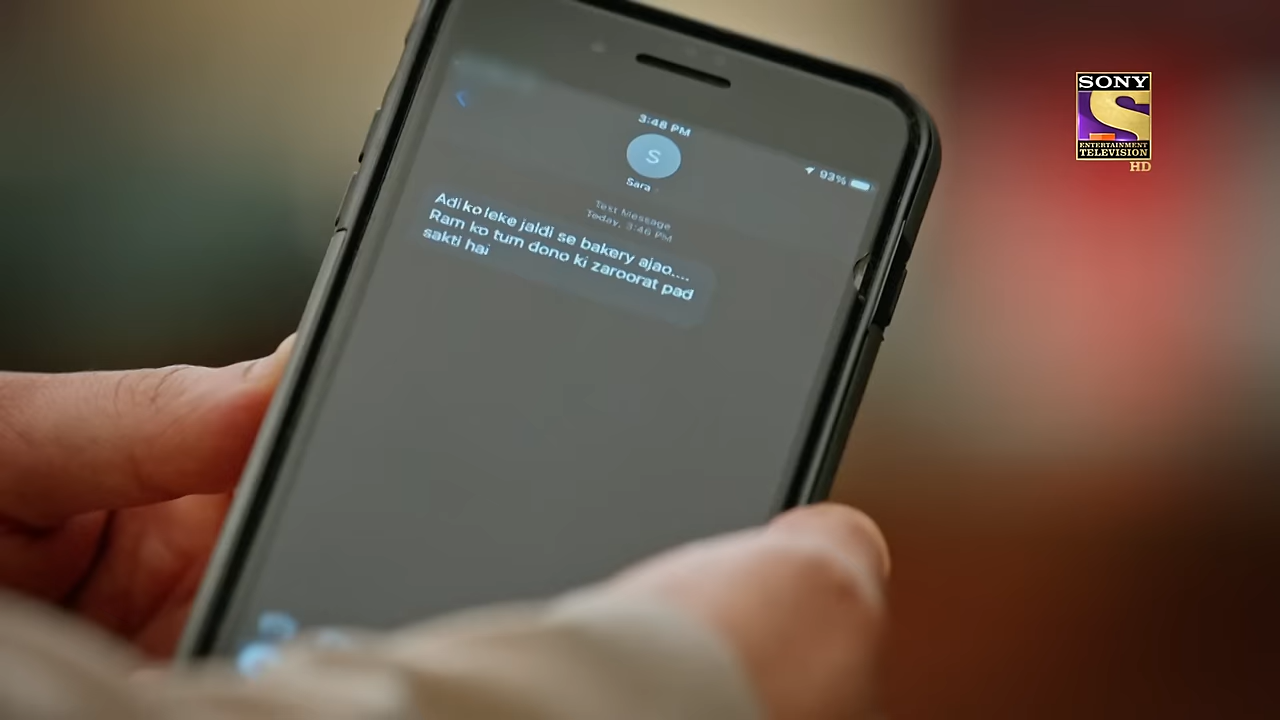 SONY
S
ENTERTAINMENT
TELEVISION
HD
3:48 PM
93%
S
Sara
Text Message
Today, 3:46 PM
Adi ko leke jaldi se bakery ajao....
Ram ko tum dono ki zaroorat pad
sakti hai